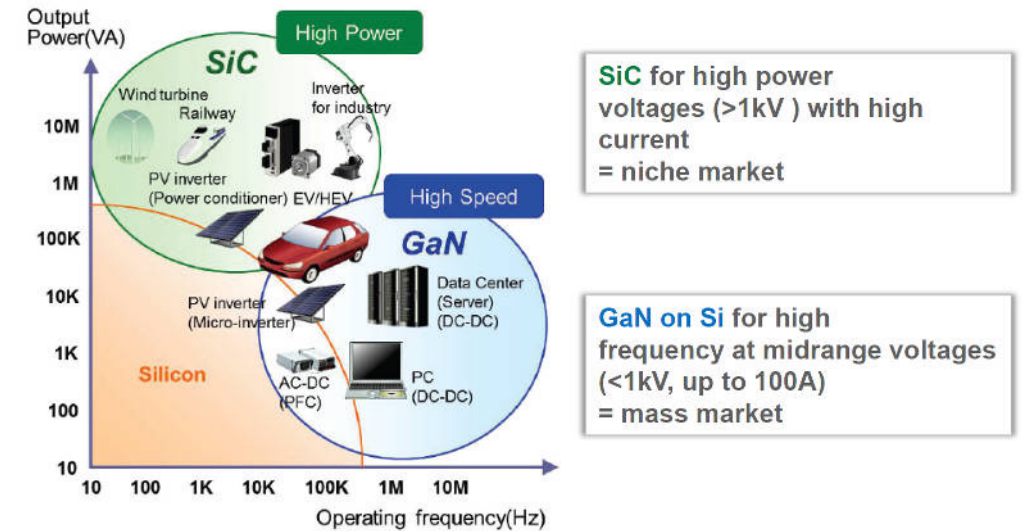 Output
Power(VA)
High Power
SiC
Wind turbine
Railway
Inverter
for industry
10M
1M
100K
10K
1K
100
10
PV inverter
(Power conditioner)
EV/HEV
High Speed
GaN
Data Center
(Server)
(DC-DC)
PV inverter
(Micro-inverter)
Silicon
AC-DC
(PFC)
PC
(DC-DC)
10 100 1K 10K 100K 1M 10M
Operating frequency(Hz)
SiC for high power
voltages (>1kV ) with high
current
= niche market
GaN on Si for high
frequency at midrange voltages
(<1kV, up to 100A)
= mass market